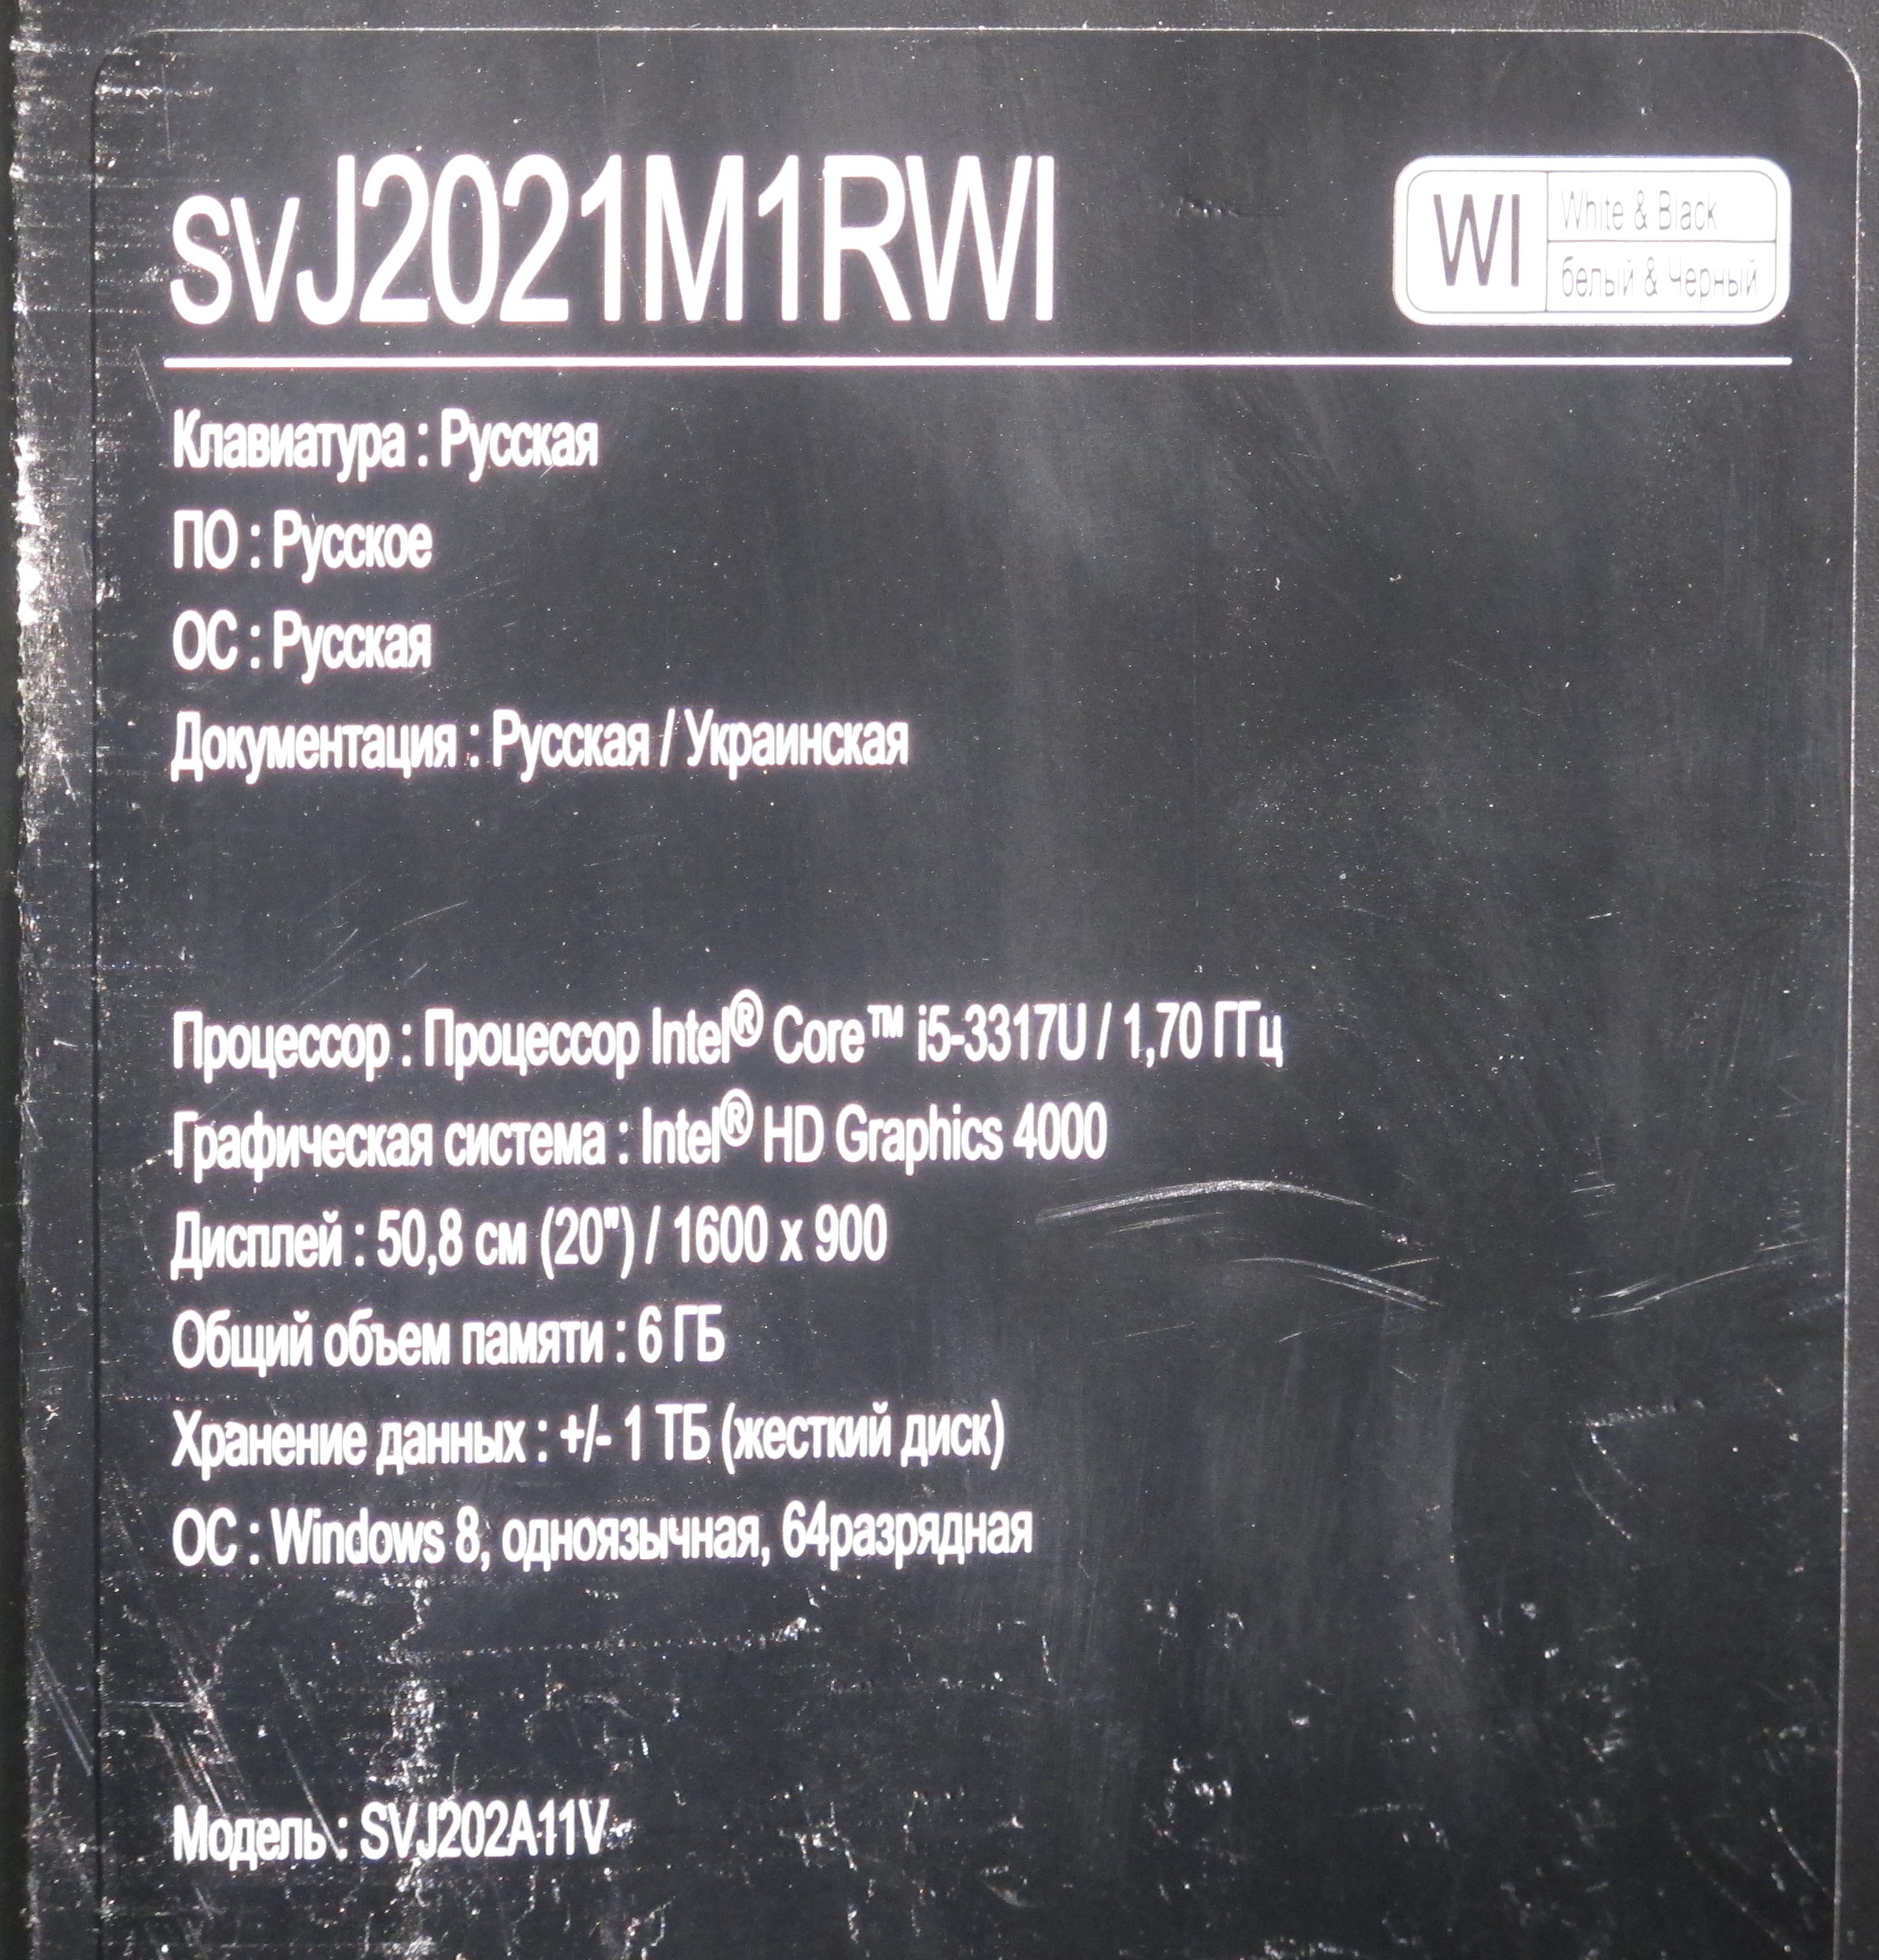 SVJ2021M1RWI
WI
White & Black
белый & Черный
Клавиатура : Русская
ПО : Русское
ОС : Русская
Документация : Русская / Украинская
Процессор : Процессор Intel® Core™ i5-3317U / 1,70 ГГц
Графическая система : Intel® HD Graphics 4000
Дисплей : 50,8 см (20") / 1600 x 900
Общий объем памяти : 6 ГБ
Хранение данных : +/- 1 ТБ (жесткий диск)
ОС : Windows 8, одноязычная, 64разрядная
Модель : SVJ202A11V